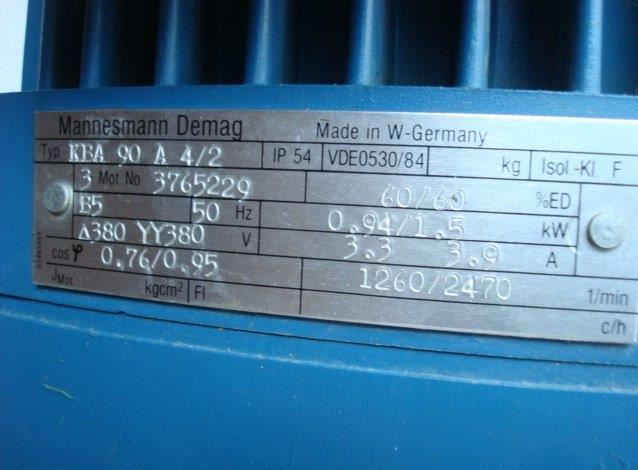 Mannesmann Demag Made in W-Germany
Typ KBA 90 A 4/2 IP 54 VDE0530/84 kg Isol.-Kl. F
3 Mot No 3765229 60/60 %ED
B5 50 Hz 0.94/1.5 kW
Δ380 YY380 V 3.3 3.9 A
cos φ 0.76/0.95 1260/2470 1/min
JMot kgcm² FI c/h